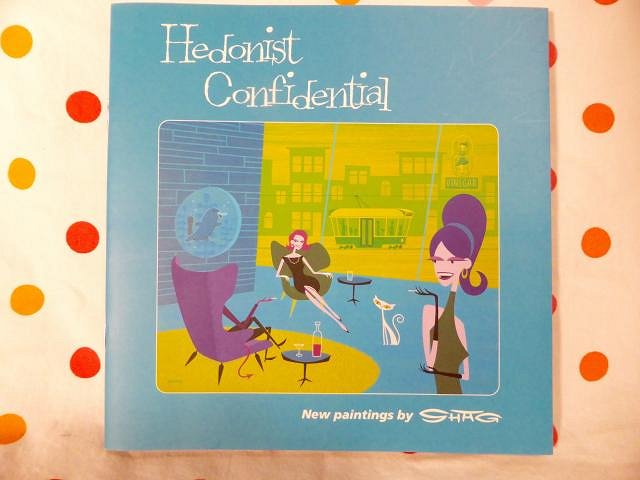 Hedonist
Confidential
New paintings by SHAG